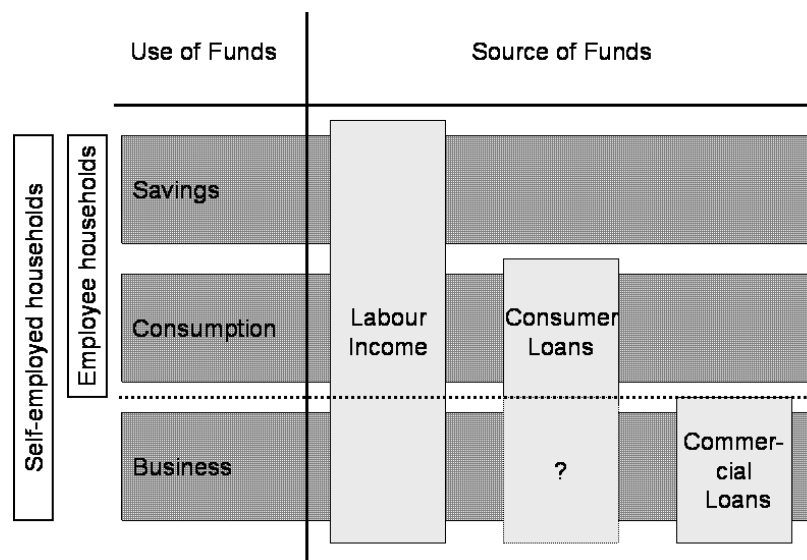 Use of Funds
Source of Funds
Self-employed households
Employee households
Savings
Consumption
Labour
Income
Consumer
Loans
Business
?
Commer-
cial
Loans